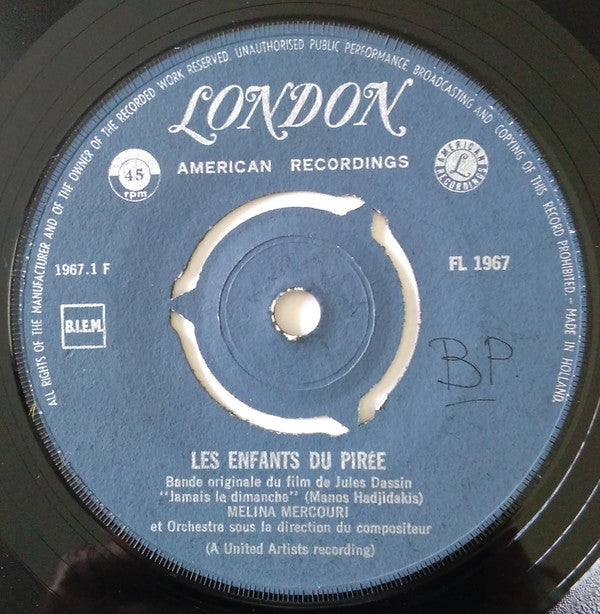 ALL RIGHTS OF THE MANUFACTURER AND OF THE OWNER OF THE RECORDED WORK RESERVED. UNAUTHORISED PUBLIC PERFORMANCE, BROADCASTING AND COPYING OF THIS RECORD PROHIBITED. - MADE IN HOLLAND.
LONDON
AMERICAN RECORDINGS
45
rpm
AMERICAN
L
RECORDINGS
1967.1 F
FL 1967
B.I.E.M.
BP.
LES ENFANTS DU PIRÉE
Bande originale du film de Jules Dassin
"Jamais le dimanche" (Manos Hadjidakis)
MELINA MERCOURI
et Orchestre sous la direction du compositeur
(A United Artists recording)